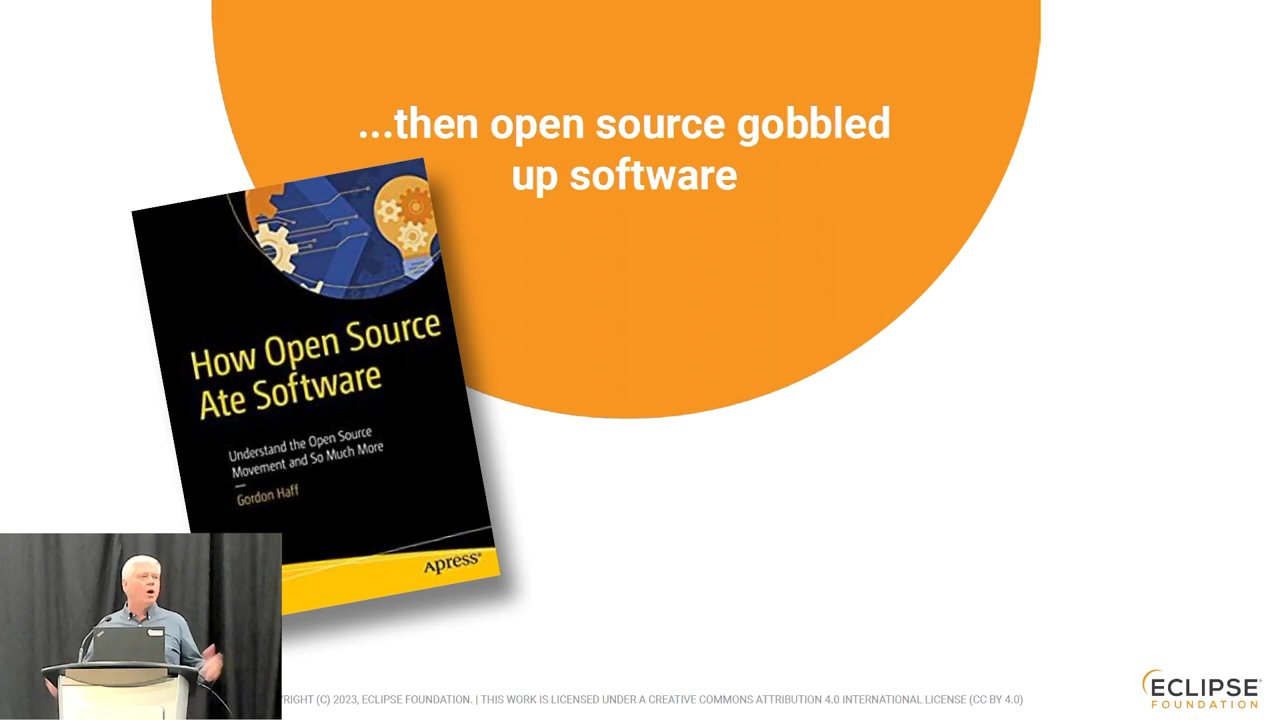 ...then open source gobbled
up software
How Open Source
Ate Software
Understand the Open Source
Movement and So Much More
Gordon Haff
Apress®
RIGHT (C) 2023, ECLIPSE FOUNDATION. | THIS WORK IS LICENSED UNDER A CREATIVE COMMONS ATTRIBUTION 4.0 INTERNATIONAL LICENSE (CC BY 4.0)
ECLIPSE®
FOUNDATION